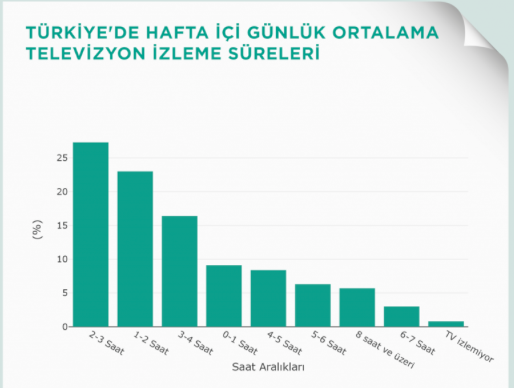 TÜRKİYE'DE HAFTA İÇİ GÜNLÜK ORTALAMA
TELEVİZYON İZLEME SÜRELERİ
25
20
15
10
5
0
(%)
2-3 Saat
1-2 Saat
3-4 Saat
0-1 Saat
4-5 Saat
5-6 Saat
8 saat ve üzeri
6-7 Saat
TV izlemiyor
Saat Aralıkları